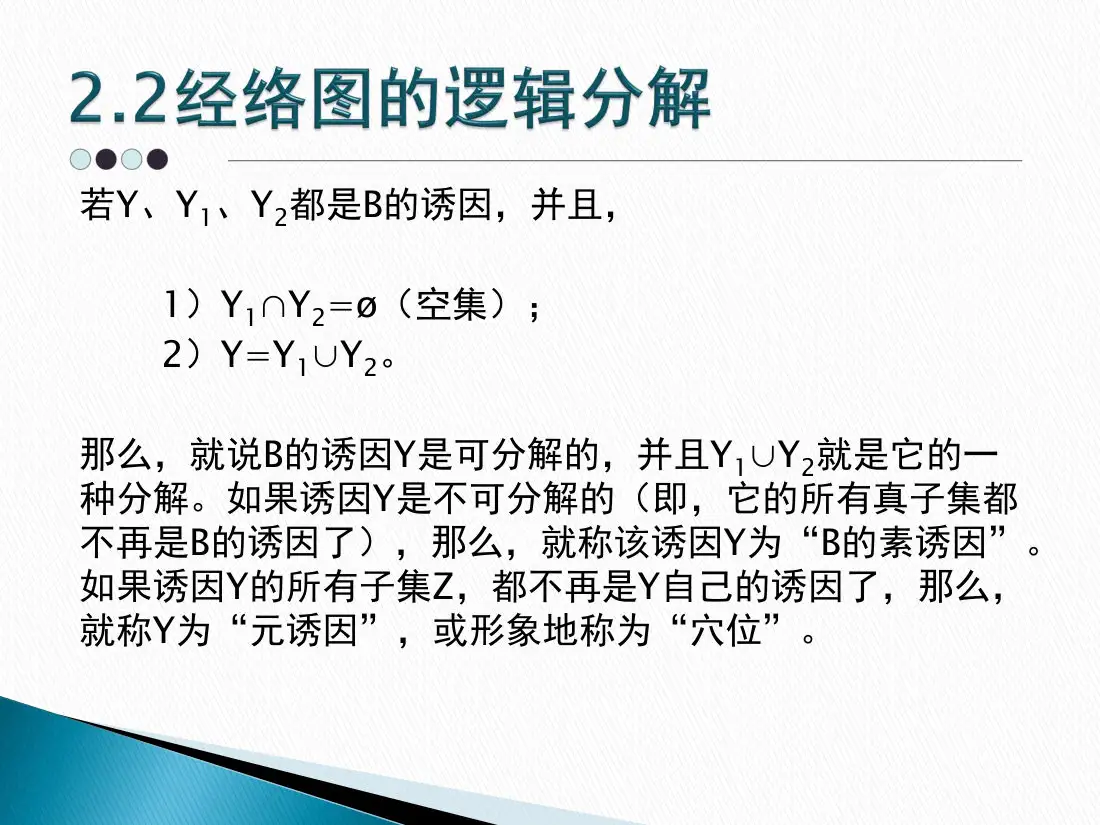 2.2经络图的逻辑分解
若Y、Y₁、Y₂都是B的诱因，并且，
1）Y₁∩Y₂=ø（空集）；
2）Y=Y₁∪Y₂。
那么，就说B的诱因Y是可分解的，并且Y₁∪Y₂就是它的一
种分解。如果诱因Y是不可分解的（即，它的所有真子集都
不再是B的诱因了），那么，就称该诱因Y为“B的素诱因”。
如果诱因Y的所有子集Z，都不再是Y自己的诱因了，那么，
就称Y为“元诱因”，或形象地称为“穴位”。